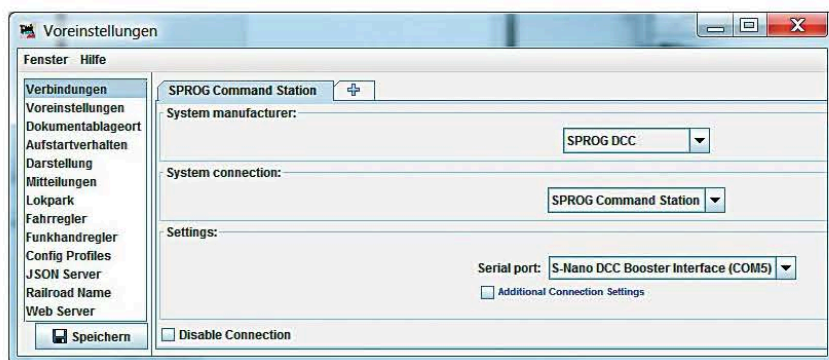 Voreinstellungen
Fenster Hilfe
Verbindungen
Voreinstellungen
Dokumentablageort
Aufstartverhalten
Darstellung
Mitteilungen
Lokpark
Fahrregler
Funkhandregler
Config Profiles
JSON Server
Railroad Name
Web Server
Speichern
SPROG Command Station
System manufacturer:
SPROG DCC
System connection:
SPROG Command Station
Settings:
Serial port: S-Nano DCC Booster Interface (COM5)
Additional Connection Settings
Disable Connection